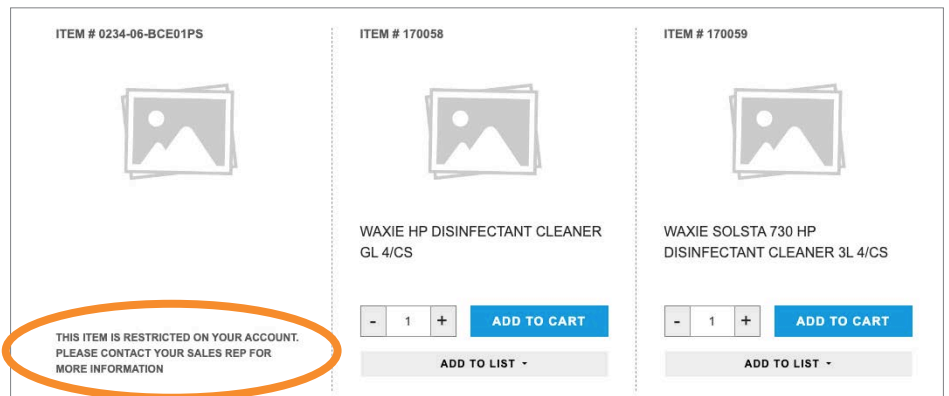 ITEM # 0234-06-BCE01PS
THIS ITEM IS RESTRICTED ON YOUR ACCOUNT.
PLEASE CONTACT YOUR SALES REP FOR
MORE INFORMATION
ITEM # 170058
WAXIE HP DISINFECTANT CLEANER
GL 4/CS
- 1 + ADD TO CART
ADD TO LIST
ITEM # 170059
WAXIE SOLSTA 730 HP
DISINFECTANT CLEANER 3L 4/CS
- 1 + ADD TO CART
ADD TO LIST